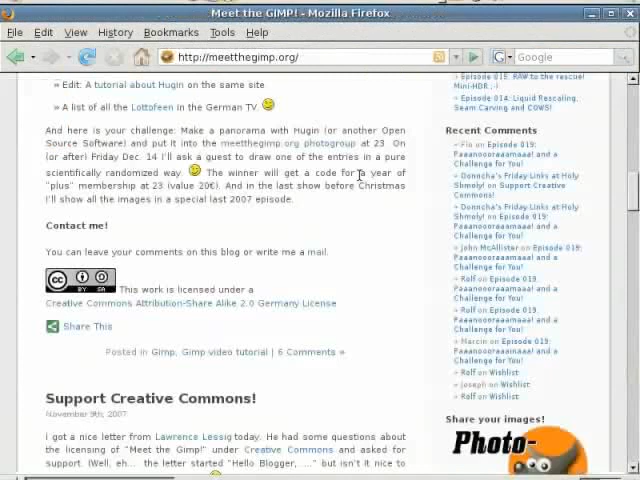 Meet the GIMP! - Mozilla Firefox
File Edit View History Bookmarks Tools Help
http://meetthegimp.org/
Google
» Edit: A tutorial about Hugin on the same site
» A list of all the Lottofeen in the German TV.
And here is your challenge: Make a panorama with Hugin (or another Open
Source Software) and put it into the meetthegimp.org photogroup at 23 On
(or after) Friday Dec. 14 I'll ask a guest to draw one of the entries in a pure
scientifically randomized way. The winner will get a code for a year of
"plus" membership at 23 (value 20€). And in the last show before Christmas
I'll show all the images in a special last 2007 episode.
Contact me!
You can leave your comments on this blog or write me a mail.
CC BY SA This work is licensed under a
Creative Commons Attribution-Share Alike 2.0 Germany License
Share This
Posted in Gimp, Gimp video tutorial | 6 Comments »
Support Creative Commons!
November 9th, 2007
I got a nice letter from Lawrence Lessig today. He had some questions about
the licensing of "Meet the Gimp!" under Creative Commons and asked for
support. (Well, eh... the letter started "Hello Blogger, ..." but isn't it nice to
» Episode 015: RAW to the rescue!
Mini-HDR ;-)
» Episode 014: Liquid Rescaling,
Seam Carving and COWS!
Recent Comments
» Flo on Episode 019:
Paaanoooraaamaaa! and a
Challenge for You!
» Donncha's Friday Links at Holy
Shmoly! on Support Creative
Commons!
» Donncha's Friday Links at Holy
Shmoly! on Episode 019:
Paaanoooraaamaaa! and a
Challenge for You!
» John McAllister on Episode 019:
Paaanoooraaamaaa! and a
Challenge for You!
» Rolf on Episode 019:
Paaanoooraaamaaa! and a
Challenge for You!
» Rolf on Episode 019:
Paaanoooraaamaaa! and a
Challenge for You!
» Marcin on Episode 019:
Paaanoooraaamaaa! and a
Challenge for You!
» Rolf on Wishlist
» Joseph on Wishlist
» Rolf on Wishlist
Share your images!
Photo-